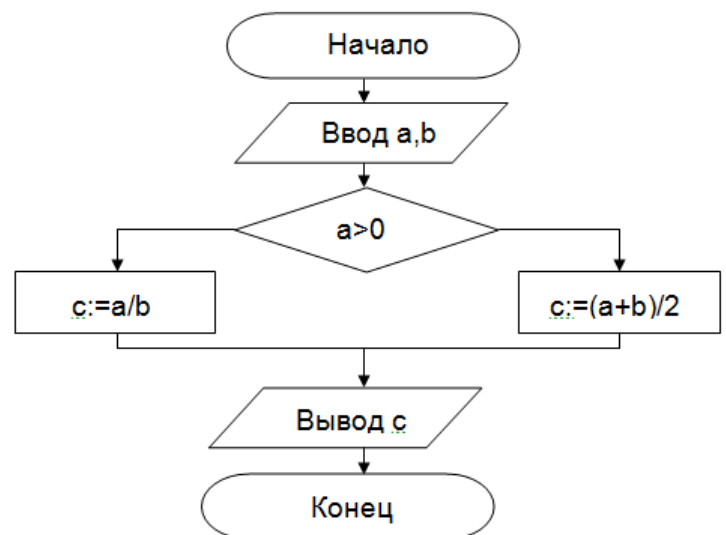 Начало
Ввод a,b
a>0
c:=a/b
c:=(a+b)/2
Вывод c
Конец